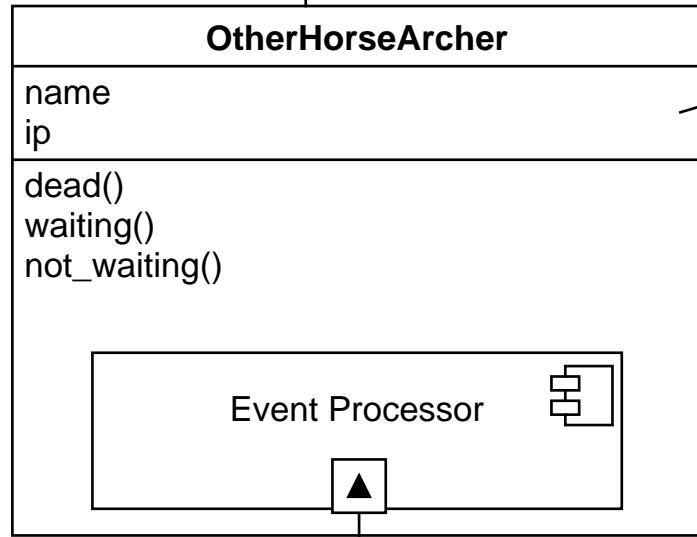 OtherHorseArcher
name
ip
dead()
waiting()
not_waiting()
Event Processor